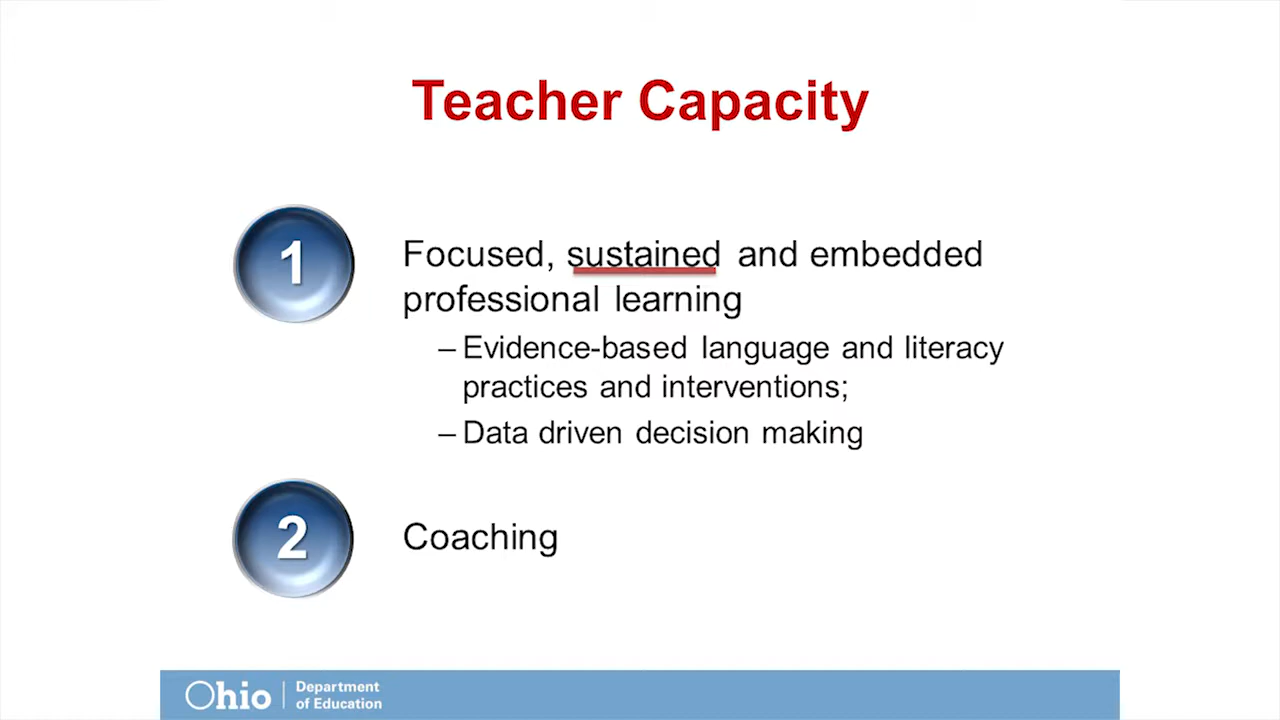 Teacher Capacity
1
Focused, sustained and embedded
professional learning
– Evidence-based language and literacy
practices and interventions;
– Data driven decision making
2
Coaching
Ohio
Department
of Education